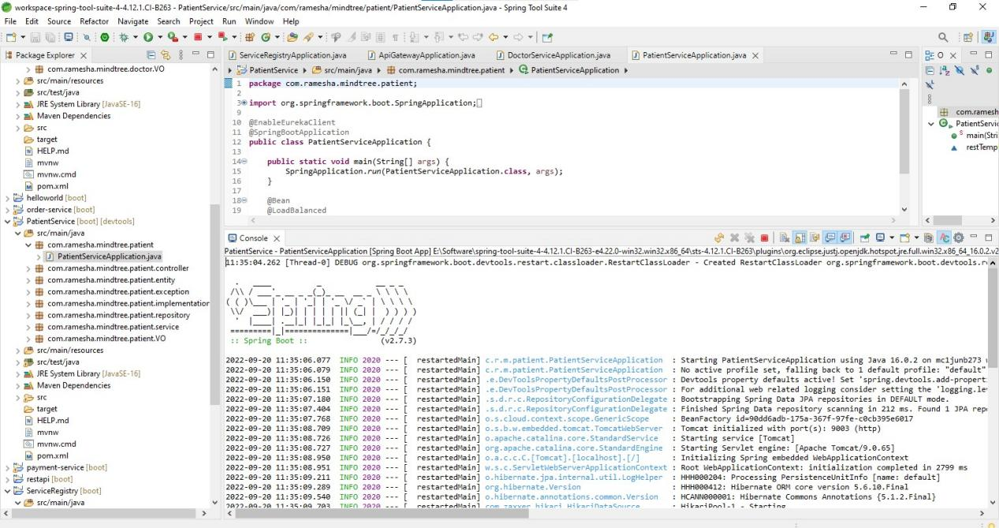 workspace-spring-tool-suite-4-4.12.1.CI-B263 - PatientService/src/main/java/com/ramesha/mindtree/patient/PatientServiceApplication.java - Spring Tool Suite 4
File Edit Source Refactor Navigate Search Project Run Window Help
Package Explorer
com.ramesha.mindtree.doctor.VO
src/main/resources
src/test/java
JRE System Library [JavaSE-16]
Maven Dependencies
src
target
HELP.md
mvnw
mvnw.cmd
pom.xml
helloworld [boot]
order-service [boot]
PatientService [boot] [devtools]
src/main/java
com.ramesha.mindtree.patient
PatientServiceApplication.java
com.ramesha.mindtree.patient.controller
com.ramesha.mindtree.patient.entity
com.ramesha.mindtree.patient.exception
com.ramesha.mindtree.patient.implementation
com.ramesha.mindtree.patient.repository
com.ramesha.mindtree.patient.service
com.ramesha.mindtree.patient.VO
src/main/resources
src/test/java
JRE System Library [JavaSE-16]
Maven Dependencies
src
target
HELP.md
mvnw
mvnw.cmd
pom.xml
payment-service [boot]
restapi [boot]
ServiceRegistry [boot]
src/main/java
ServiceRegistryApplication.java ApiGatewayApplication.java DoctorServiceApplication.java PatientServiceApplication.java
PatientService src/main/java com.ramesha.mindtree.patient PatientServiceApplication
1 package com.ramesha.mindtree.patient;
2
3 import org.springframework.boot.SpringApplication;
9
10 @EnableEurekaClient
11 @SpringBootApplication
12 public class PatientServiceApplication {
13
14 public static void main(String[] args) {
15 SpringApplication.run(PatientServiceApplication.class, args);
16 }
17
18 @Bean
19 @LoadBalanced
O
com.ramesh
PatientServic
main(Stri
restTemp
Console
PatientService - PatientServiceApplication [Spring Boot App] E:\Software\spring-tool-suite-4-4.12.1.CI-B263-e4.22.0-win32.win32.x86_64\sts-4.12.1.CI-B263\plugins\org.eclipse.justj.openjdk.hotspot.jre.full.win32.x86_64_16.0.2.v2
11:35:04.262 [Thread-0] DEBUG org.springframework.boot.devtools.restart.classloader.RestartClassLoader - Created RestartClassLoader org.springframework.boot.devtools.re
Spring
:: Spring Boot :: (v2.7.3)
2022-09-20 11:35:06.077 INFO 2020 --- [ restartedMain] c.r.m.patient.PatientServiceApplication : Starting PatientServiceApplication using Java 16.0.2 on mc1junb273 w
2022-09-20 11:35:06.079 INFO 2020 --- [ restartedMain] c.r.m.patient.PatientServiceApplication : No active profile set, falling back to 1 default profile: "default"
2022-09-20 11:35:06.150 INFO 2020 --- [ restartedMain] .e.DevToolsPropertyDefaultsPostProcessor : Devtools property defaults active! Set 'spring.devtools.add-properti
2022-09-20 11:35:06.151 INFO 2020 --- [ restartedMain] .e.DevToolsPropertyDefaultsPostProcessor : For additional web related logging consider setting the 'logging.lev
2022-09-20 11:35:07.180 INFO 2020 --- [ restartedMain] .s.d.r.c.RepositoryConfigurationDelegate : Bootstrapping Spring Data JPA repositories in DEFAULT mode.
2022-09-20 11:35:07.404 INFO 2020 --- [ restartedMain] .s.d.r.c.RepositoryConfigurationDelegate : Finished Spring Data repository scanning in 212 ms. Found 1 JPA repo
2022-09-20 11:35:07.768 INFO 2020 --- [ restartedMain] o.s.cloud.context.scope.GenericScope : BeanFactory id=90dd6adb-175a-367f-97fe-c0cb395e6017
2022-09-20 11:35:08.709 INFO 2020 --- [ restartedMain] o.s.b.w.embedded.tomcat.TomcatWebServer : Tomcat initialized with port(s): 9003 (http)
2022-09-20 11:35:08.726 INFO 2020 --- [ restartedMain] o.apache.catalina.core.StandardService : Starting service [Tomcat]
2022-09-20 11:35:08.727 INFO 2020 --- [ restartedMain] org.apache.catalina.core.StandardEngine : Starting Servlet engine: [Apache Tomcat/9.0.65]
2022-09-20 11:35:08.950 INFO 2020 --- [ restartedMain] o.a.c.c.C.[Tomcat].[localhost].[/] : Initializing Spring embedded WebApplicationContext
2022-09-20 11:35:08.951 INFO 2020 --- [ restartedMain] w.s.c.ServletWebServerApplicationContext : Root WebApplicationContext: initialization completed in 2799 ms
2022-09-20 11:35:09.211 INFO 2020 --- [ restartedMain] o.hibernate.jpa.internal.util.LogHelper : HHH000204: Processing PersistenceUnitInfo [name: default]
2022-09-20 11:35:09.289 INFO 2020 --- [ restartedMain] org.hibernate.Version : HHH000412: Hibernate ORM core version 5.6.10.Final
2022-09-20 11:35:09.540 INFO 2020 --- [ restartedMain] o.hibernate.annotations.common.Version : HCANN000001: Hibernate Commons Annotations {5.1.2.Final}
2022-09-20 11:35:09.703 INFO 2020 --- [ restartedMain] com.zaxxer.hikari.HikariDataSource : HikariPool-1 - Starting...